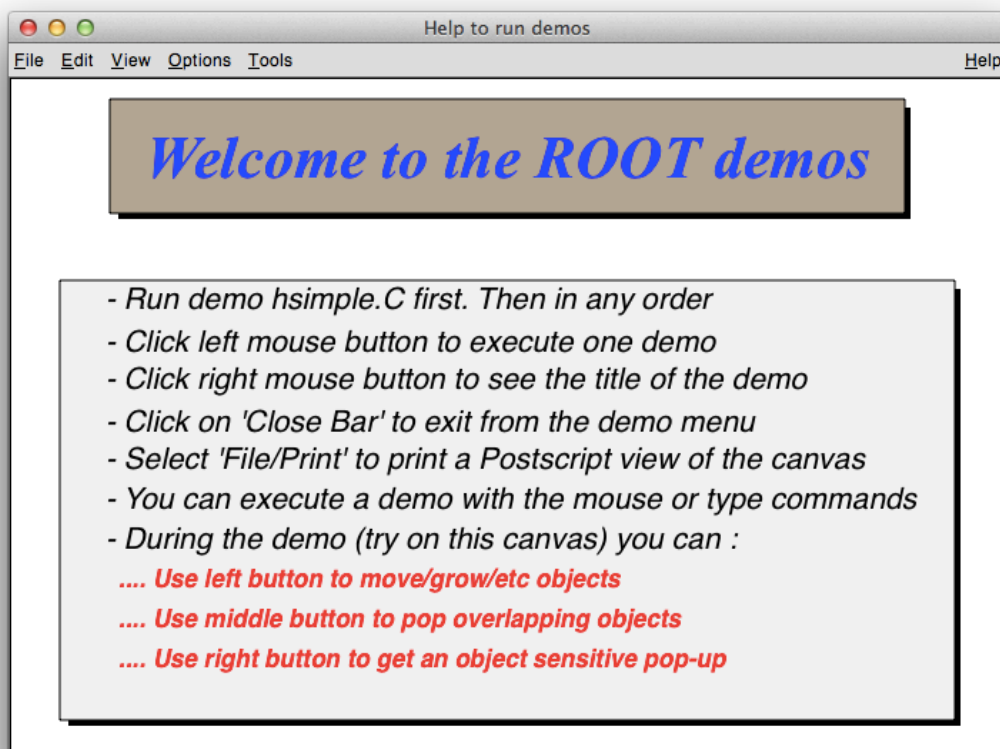 Help to run demos
File Edit View Options Tools Help
Welcome to the ROOT demos
- Run demo hsimple.C first. Then in any order
- Click left mouse button to execute one demo
- Click right mouse button to see the title of the demo
- Click on 'Close Bar' to exit from the demo menu
- Select 'File/Print' to print a Postscript view of the canvas
- You can execute a demo with the mouse or type commands
- During the demo (try on this canvas) you can :
.... Use left button to move/grow/etc objects
.... Use middle button to pop overlapping objects
.... Use right button to get an object sensitive pop-up